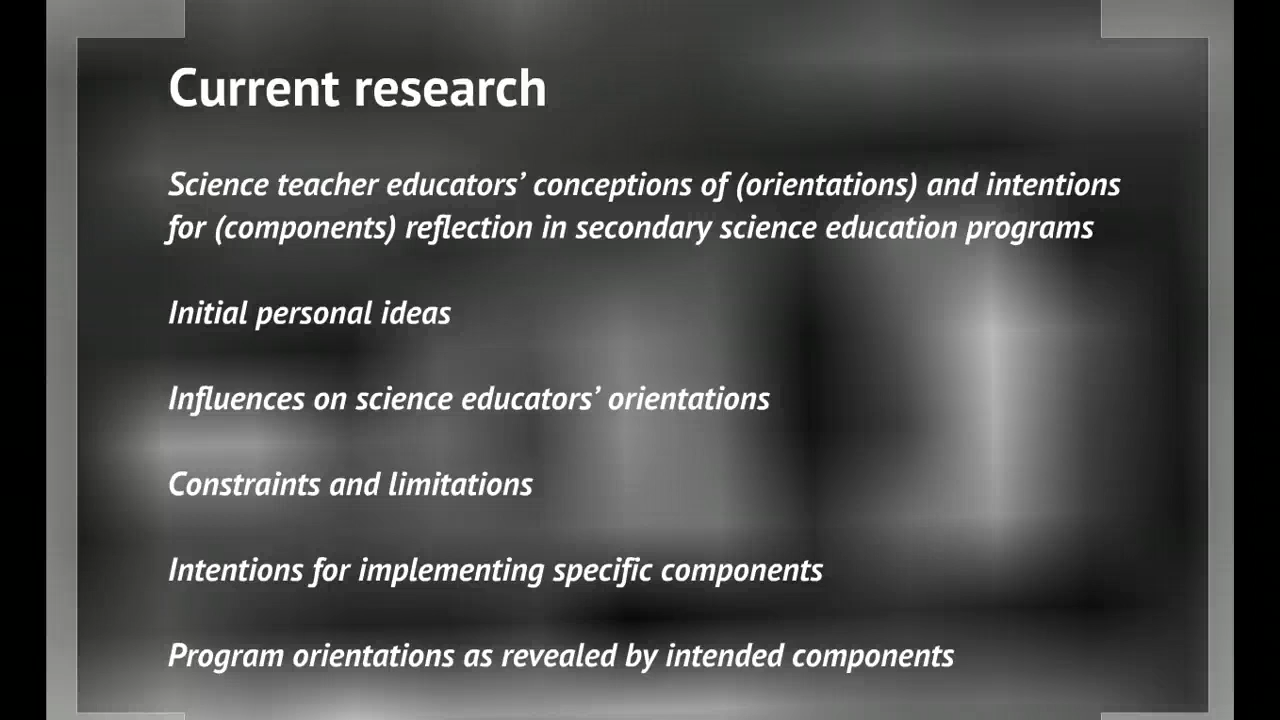 Current research
Science teacher educators’ conceptions of (orientations) and intentions
for (components) reflection in secondary science education programs
Initial personal ideas
Influences on science educators’ orientations
Constraints and limitations
Intentions for implementing specific components
Program orientations as revealed by intended components